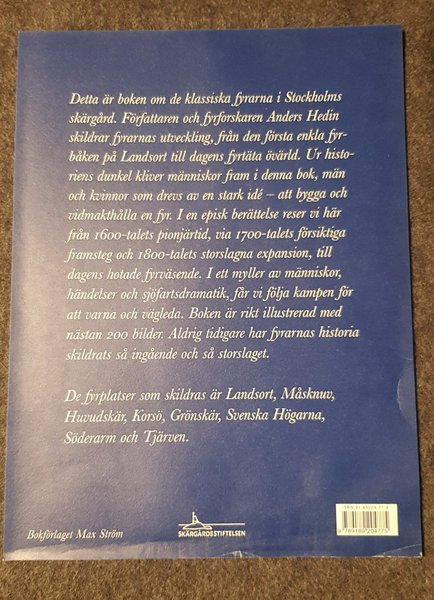 Detta är boken om de klassiska fyrarna i Stockholms
skärgård. Författaren och fyrforskaren Anders Hedin
skildrar fyrarnas utveckling, från den första enkla fyr-
båken på Landsort till dagens fyrtäta övärld. Ur histo-
riens dunkel kliver människor fram i denna bok, män
och kvinnor som drevs av en stark idé – att bygga och
vidmakthålla en fyr. I en episk berättelse reser vi här
från 1600-talets pionjärtid, via 1700-talets försiktiga
framsteg och 1800-talets storslagna expansion, till
dagens hotade fyrväsende. I ett myller av människor,
händelser och sjöfartsdramatik, får vi följa kampen för
att varna och vägleda. Boken är rikt illustrerad med
nästan 200 bilder. Aldrig tidigare har fyrarnas historia
skildrats så ingående och så storslaget.
De fyrplatser som skildras är Landsort, Måsknuv,
Huvudskär, Korsö, Grönskär, Svenska Högarna,
Söderarm och Tjärven.
Bokförlaget Max Ström
SKÄRGÅRDSSTIFTELSEN
9 789189 204775